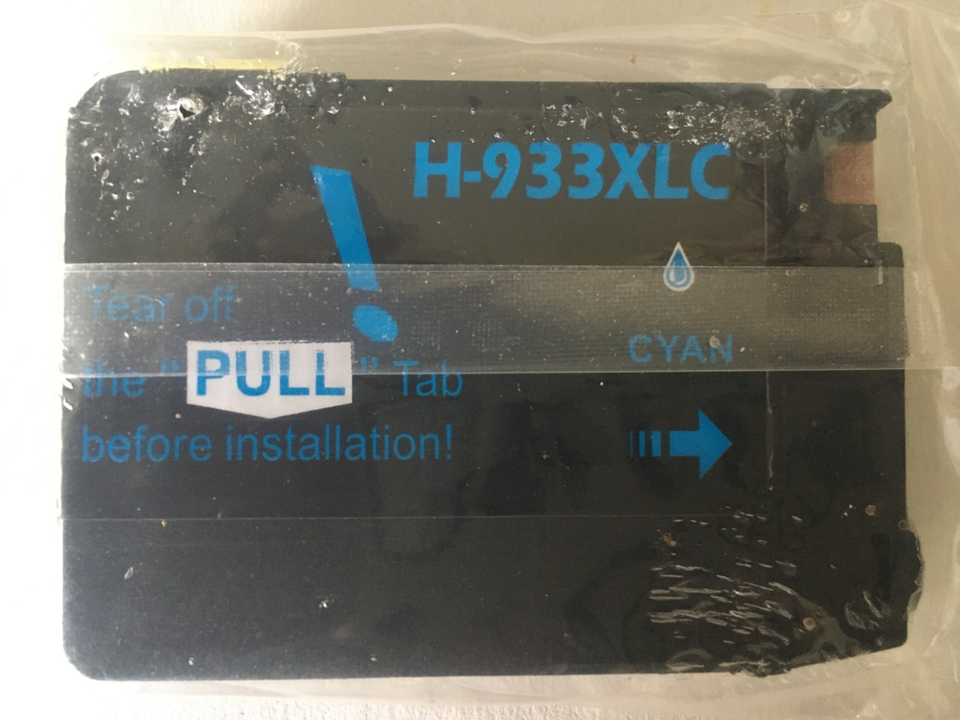 H-933XLC
!
Tear off
the "PULL" Tab
before installation!
CYAN